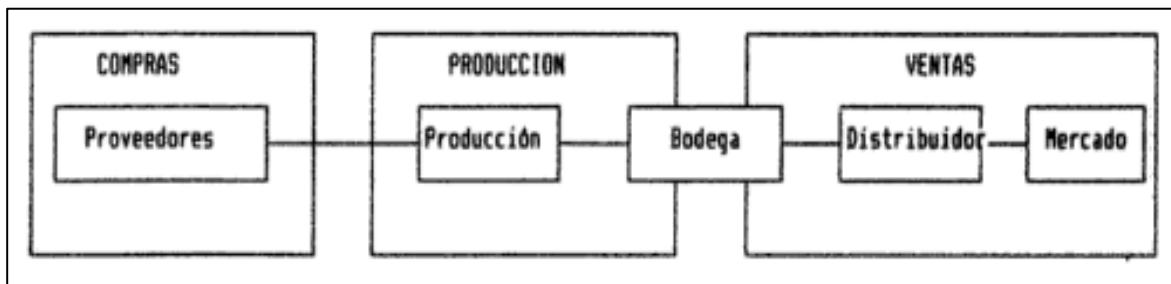 COMPRAS
PRODUCCION
VENTAS
Proveedores
Producción
Bodega
Distribuidor
Mercado